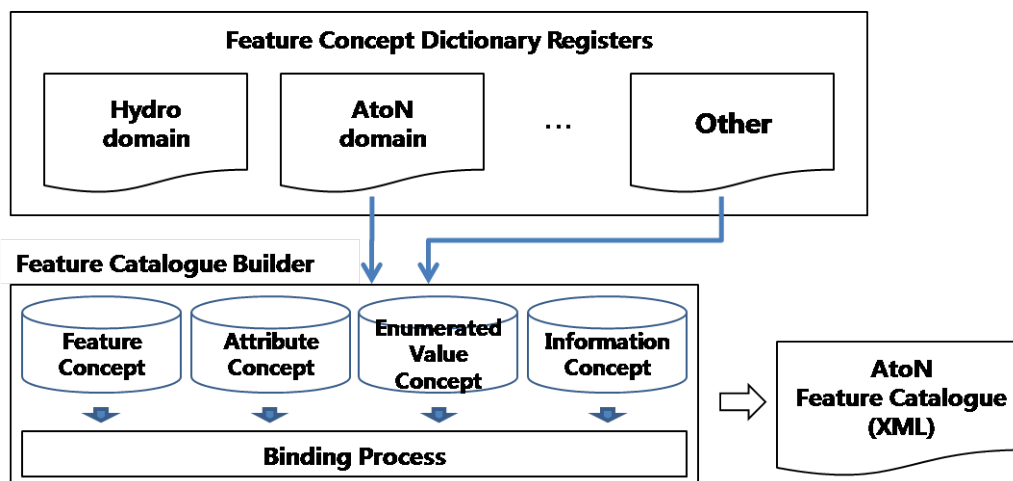 Feature Concept Dictionary Registers
Hydro
domain
AtoN
domain
...
Other
Feature Catalogue Builder
Feature
Concept
Attribute
Concept
Enumerated
Value
Concept
Information
Concept
Binding Process
AtoN
Feature Catalogue
(XML)